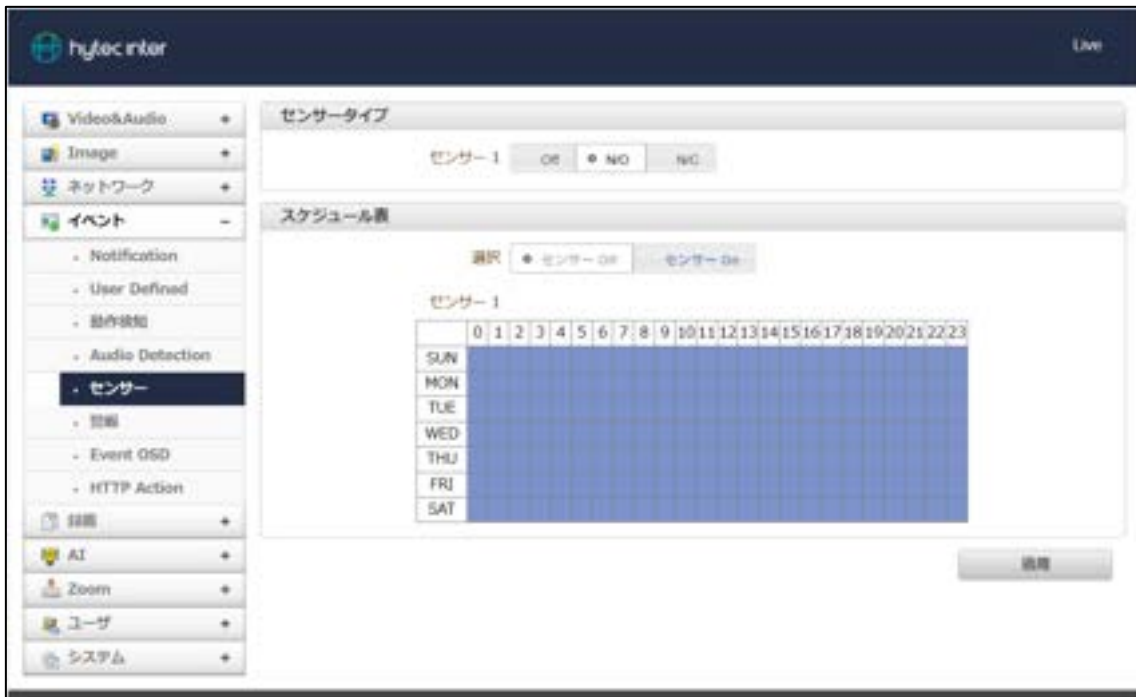 hytec inter
Live
Video&Audio +
Image +
ネットワーク +
イベント -
Notification
User Defined
動作検知
Audio Detection
センサー
警報
Event OSD
HTTP Action
録画 +
AI +
Zoom +
ユーザ +
システム +
センサータイプ
センサー 1 Off N/O N/C
スケジュール表
選択 センサー Off センサー On
センサー 1
0 1 2 3 4 5 6 7 8 9 10 11 12 13 14 15 16 17 18 19 20 21 22 23
SUN
MON
TUE
WED
THU
FRI
SAT
適用